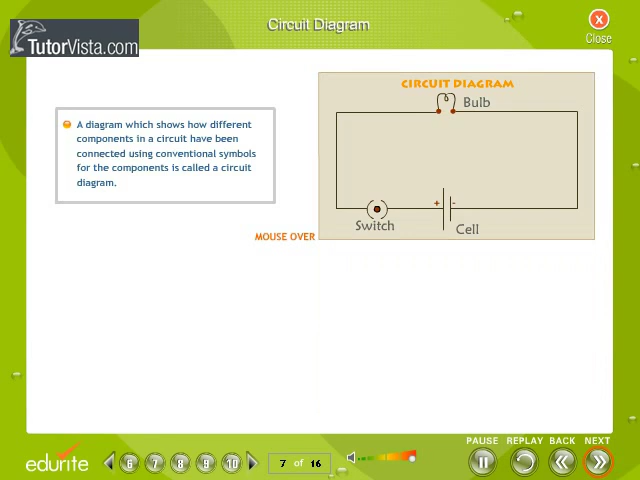 Circuit Diagram
Close
TutorVista.com
CIRCUIT DIAGRAM
Bulb
A diagram which shows how different
components in a circuit have been
connected using conventional symbols
for the components is called a circuit
diagram.
+ -
Switch
Cell
MOUSE OVER
PAUSE REPLAY BACK NEXT
edurite
6 7 8 9 10
7 of 16